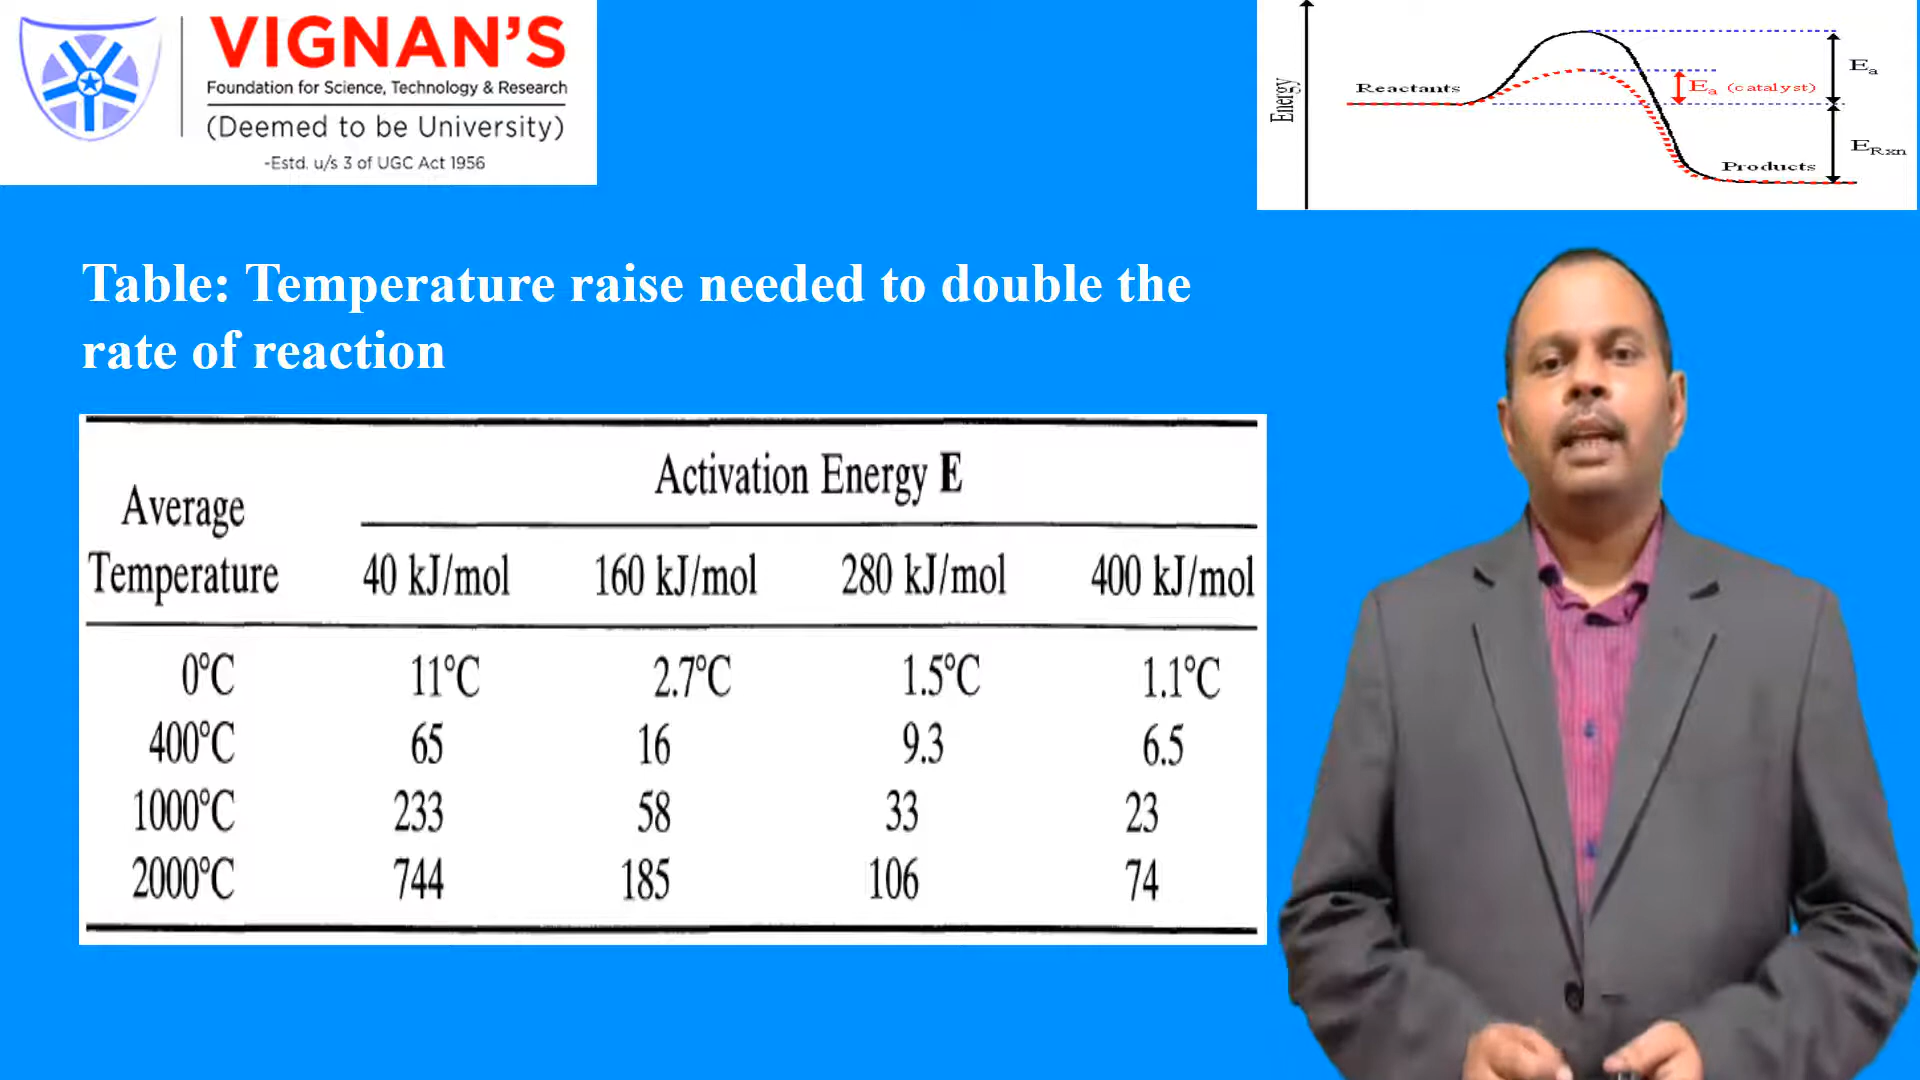 VIGNAN'S
Foundation for Science, Technology & Research
(Deemed to be University)
-Estd. u/s 3 of UGC Act 1956
Energy
Reactants
Products
Ea
Ea (catalyst)
ERxn
Table: Temperature raise needed to double the
rate of reaction
Average
Temperature
Activation Energy E
40 kJ/mol 160 kJ/mol 280 kJ/mol 400 kJ/mol
0°C 11°C 2.7°C 1.5°C 1.1°C
400°C 65 16 9.3 6.5
1000°C 233 58 33 23
2000°C 744 185 106 74